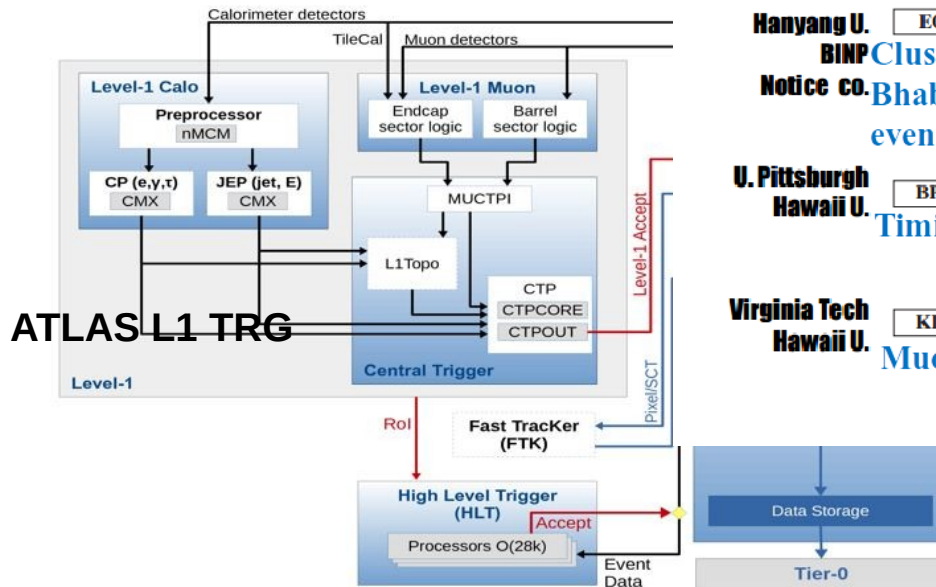 Calorimeter detectors
TileCal
Muon detectors
Level-1 Calo
Preprocessor
nMCM
CP (e,γ,τ)
CMX
JEP (jet, E)
CMX
Level-1 Muon
Endcap
sector logic
Barrel
sector logic
MUCTPI
L1Topo
CTP
CTPCORE
CTPOUT
Central Trigger
Level-1
ATLAS L1 TRG
Level-1 Accept
Pixel/SCT
RoI
Fast TracKer
(FTK)
High Level Trigger
(HLT)
Accept
Processors O(28k)
Event
Data
Data Storage
Tier-0
Hanyang U.
BINP
Notice co.
U. Pittsburgh
Hawaii U.
Virginia Tech
Hawaii U.